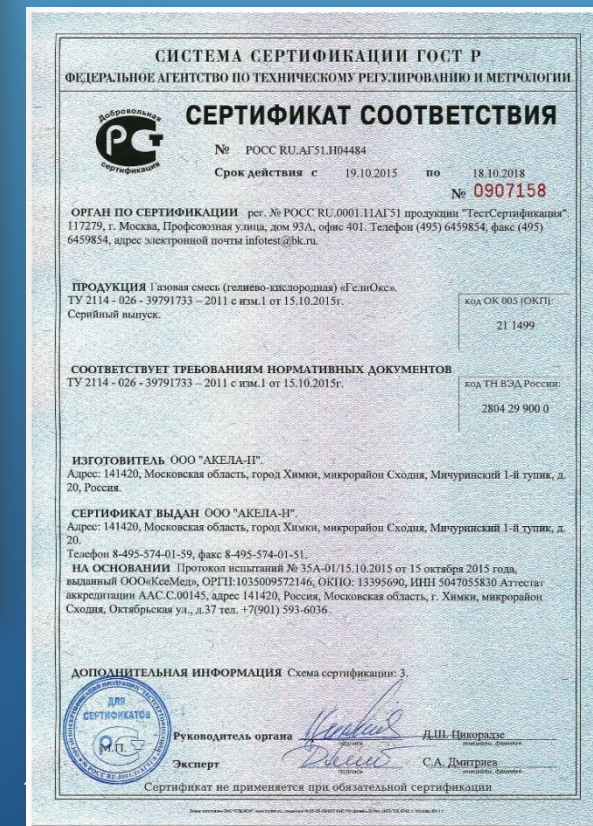 СИСТЕМА СЕРТИФИКАЦИИ ГОСТ Р
ФЕДЕРАЛЬНОЕ АГЕНТСТВО ПО ТЕХНИЧЕСКОМУ РЕГУЛИРОВАНИЮ И МЕТРОЛОГИИ
Добровольная
сертификация
СЕРТИФИКАТ СООТВЕТСТВИЯ
№ РОСС RU.АГ51.Н04484
Срок действия с 19.10.2015 по 18.10.2018
№ 0907158
ОРГАН ПО СЕРТИФИКАЦИИ рег. № РОСС RU.0001.11АГ51 продукции "ТестСертификация"
117279, г. Москва, Профсоюзная улица, дом 93А, офис 401. Телефон (495) 6459854, факс (495)
6459854, адрес электронной почты infotest@bk.ru.
ПРОДУКЦИЯ Газовая смесь (гелиево-кислородная) «ГелиОкс».
ТУ 2114 - 026 - 39791733 – 2011 с изм.1 от 15.10.2015г.
Серийный выпуск.
код ОК 005 (ОКП):
21 1499
СООТВЕТСТВУЕТ ТРЕБОВАНИЯМ НОРМАТИВНЫХ ДОКУМЕНТОВ
ТУ 2114 - 026 - 39791733 – 2011 с изм.1 от 15.10.2015г.
код ТН ВЭД России:
2804 29 900 0
ИЗГОТОВИТЕЛЬ ООО "АКЕЛА-Н".
Адрес: 141420, Московская область, город Химки, микрорайон Сходня, Мичуринский 1-й тупик, д.
20, Россия.
СЕРТИФИКАТ ВЫДАН ООО "АКЕЛА-Н".
Адрес: 141420, Московская область, город Химки, микрорайон Сходня, Мичуринский 1-й тупик, д.
20.
Телефон 8-495-574-01-59, факс 8-495-574-01-51.
НА ОСНОВАНИИ Протокол испытаний № 35А-01/15.10.2015 от 15 октября 2015 года,
выданный ООО«КсеМед», ОРГП:1035009572146, ОКПО: 13395690, ИНН 5047055830 Аттестат
аккредитации ААС.С.00145, адрес 141420, Россия, Московская область, г. Химки, микрорайон
Сходня, Октябрьская ул., д.37 тел. +7(901) 593-6036
ДОПОЛНИТЕЛЬНАЯ ИНФОРМАЦИЯ Схема сертификации: 3.
ДЛЯ
СЕРТИФИКАТОВ
М.П.
Руководитель органа
подпись
Д.Ш. Цикорадзе
инициалы, фамилия
Эксперт
подпись
С.А. Дмитриев
инициалы, фамилия
Сертификат не применяется при обязательной сертификации